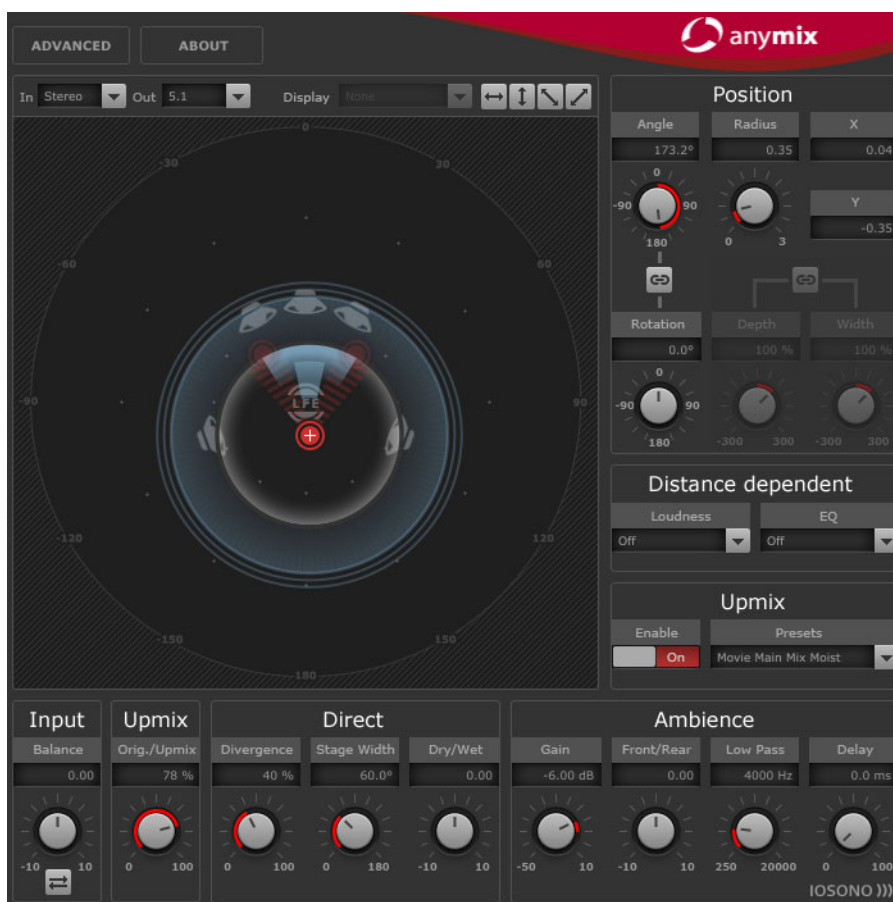 ADVANCED ABOUT anymix
In Stereo Out 5.1 Display None
Position
Angle Radius X
173.2° 0.35 0.04
0
-90 90
180 0 3
Y
-0.35
Rotation Depth Width
0.0° 100 % 100 %
0
-90 90
180 -300 300 -300 300
0
-30 30
-60 60
-90 90
-120 120
-150 150
180
LFE
Distance dependent
Loudness EQ
Off Off
Upmix
Enable Presets
On Movie Main Mix Moist
Input Upmix Direct Ambience
Balance Orig./Upmix Divergence Stage Width Dry/Wet Gain Front/Rear Low Pass Delay
0.00 78 % 40 % 60.0° 0.00 -6.00 dB 0.00 4000 Hz 0.0 ms
-10 10 0 100 0 100 0 180 -10 10 -50 10 -10 10 250 20000 0 100
IOSONO